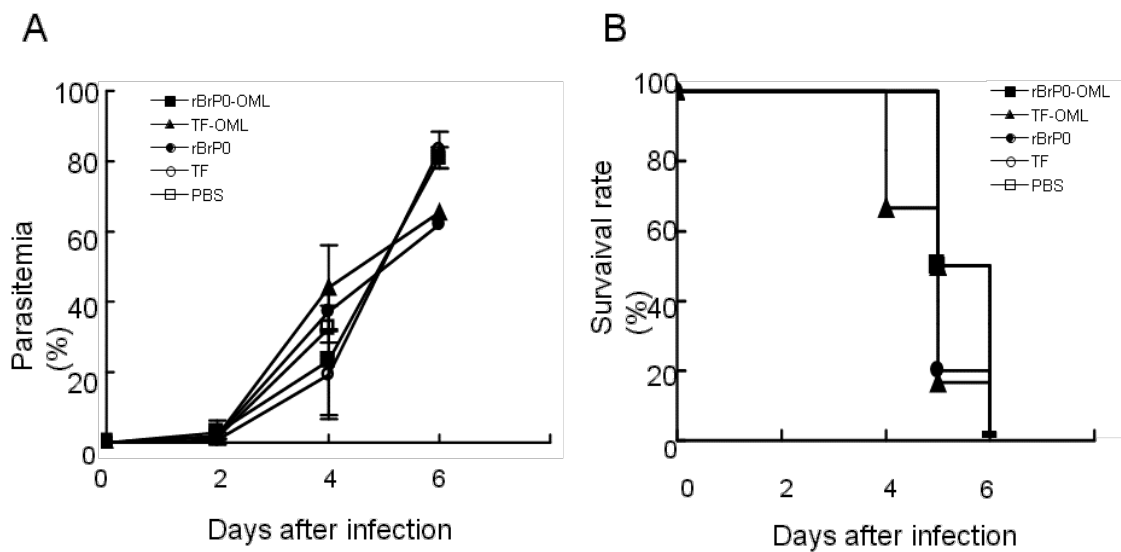 A
B
100
80
60
40
20
0
Parasitemia
(%)
rBrP0-OML
TF-OML
rBrP0
TF
PBS
0
2
4
6
Days after infection
100
80
60
40
20
0
Survaival rate
(%)
rBrP0-OML
TF-OML
rBrP0
TF
PBS
0
2
4
6
Days after infection